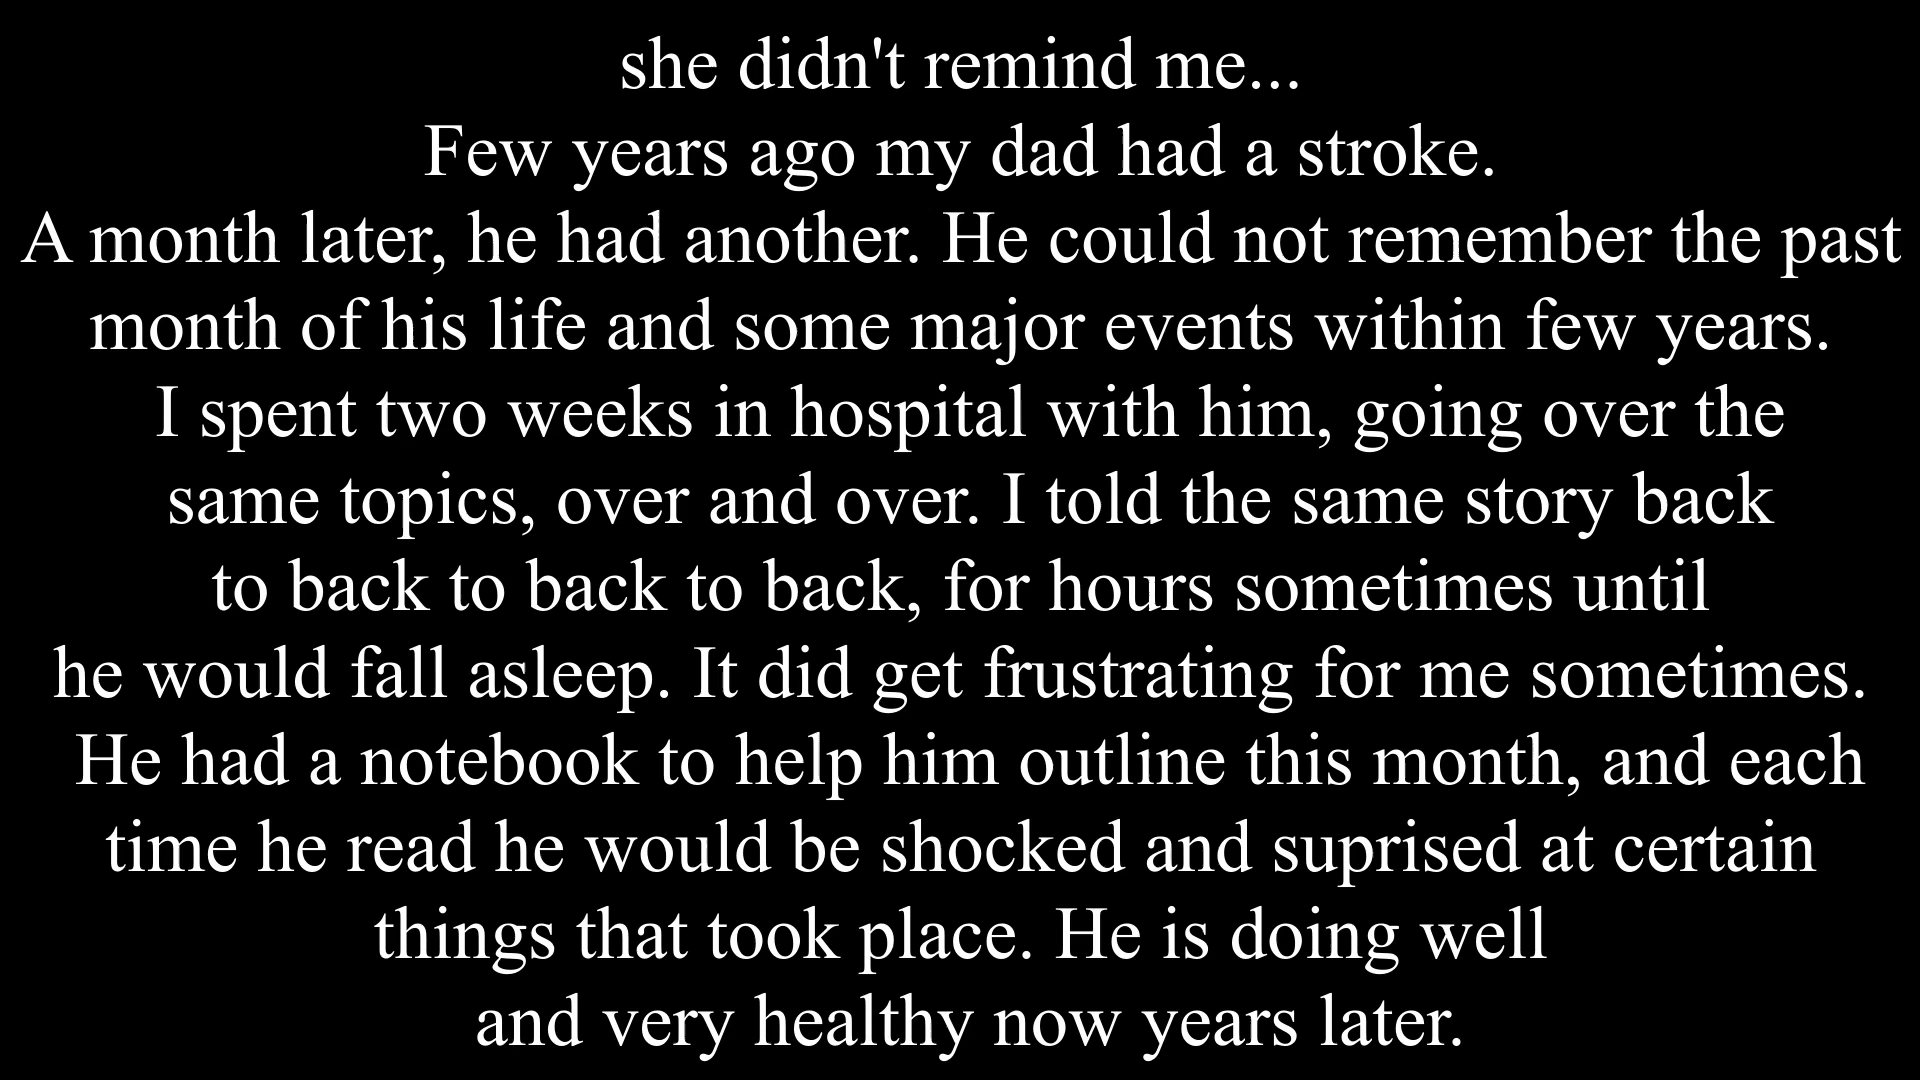 she didn't remind me...
Few years ago my dad had a stroke.
A month later, he had another. He could not remember the past
month of his life and some major events within few years.
I spent two weeks in hospital with him, going over the
same topics, over and over. I told the same story back
to back to back to back, for hours sometimes until
he would fall asleep. It did get frustrating for me sometimes.
He had a notebook to help him outline this month, and each
time he read he would be shocked and suprised at certain
things that took place. He is doing well
and very healthy now years later.